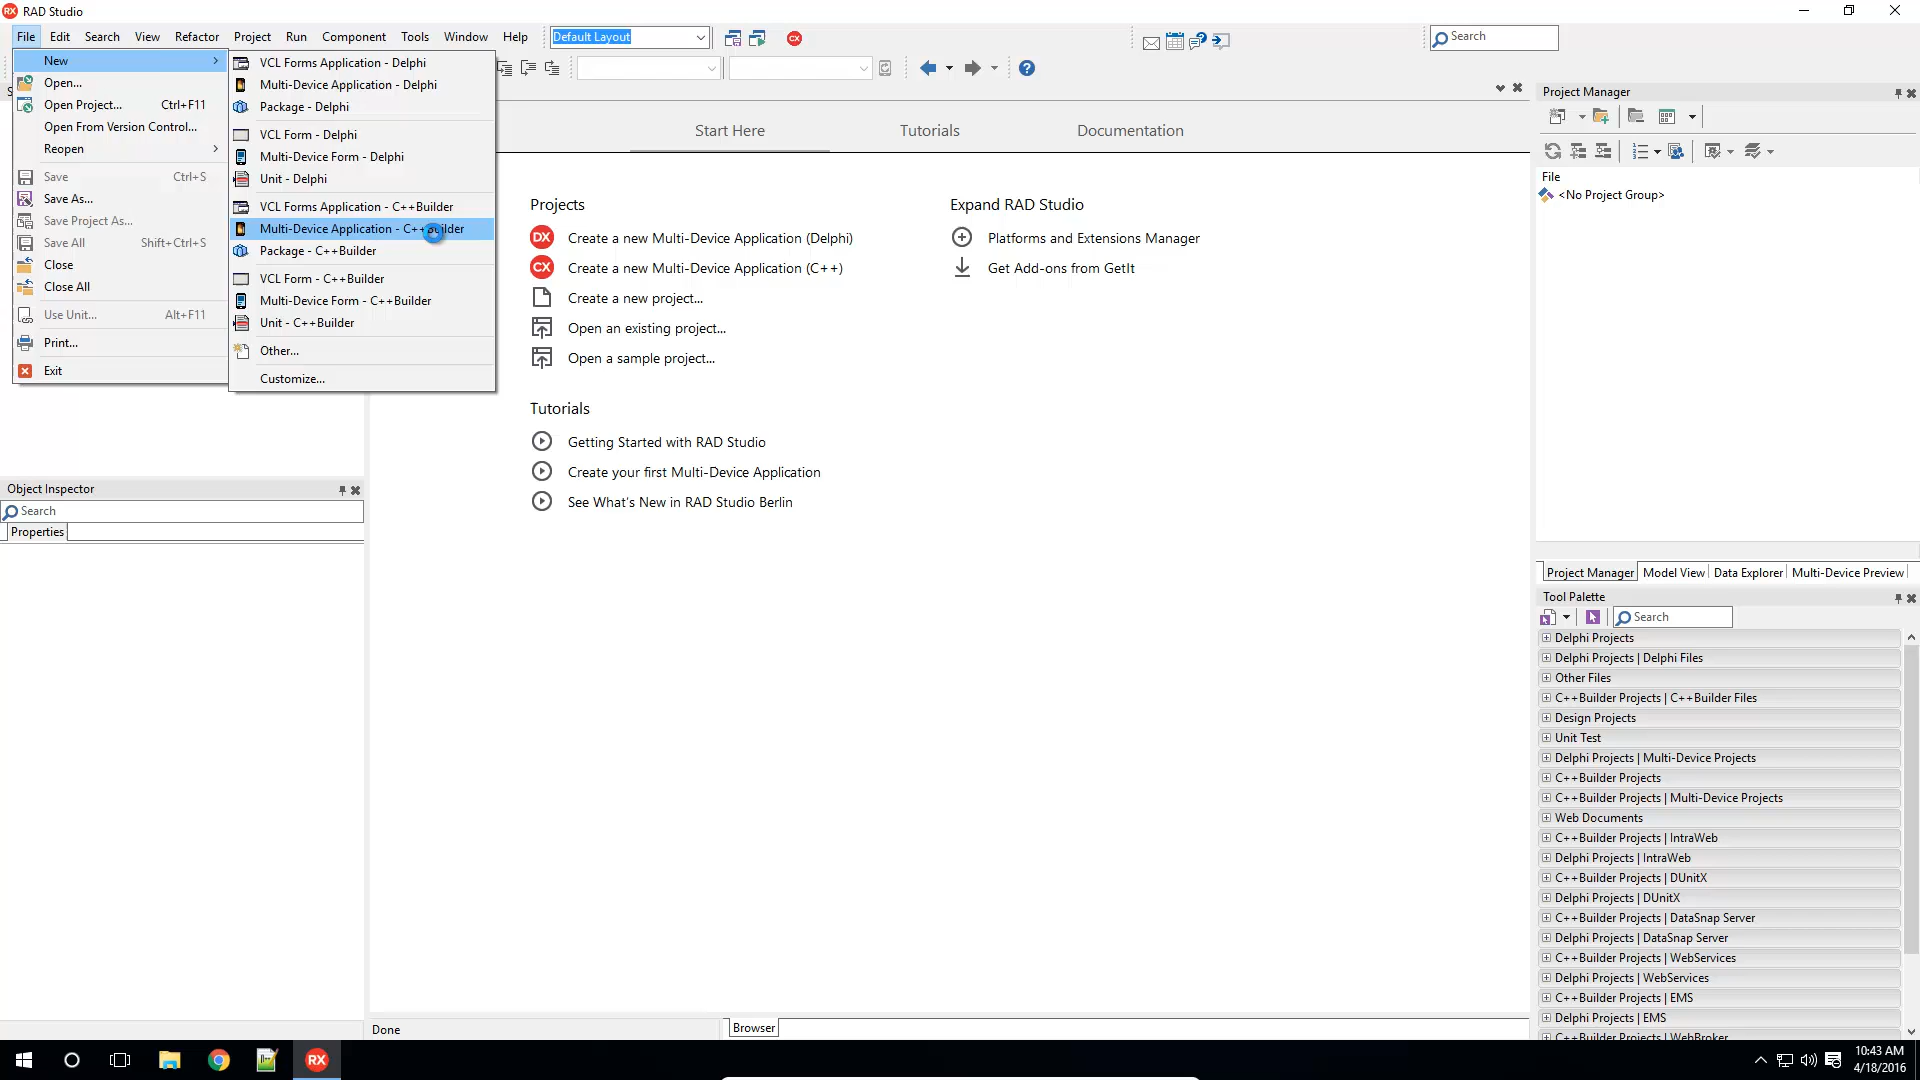 RX RAD Studio
File Edit Search View Refactor Project Run Component Tools Window Help Default Layout CX Search
New
Open...
Open Project... Ctrl+F11
Open From Version Control...
Reopen
Save Ctrl+S
Save As...
Save Project As...
Save All Shift+Ctrl+S
Close
Close All
Use Unit... Alt+F11
Print...
Exit
VCL Forms Application - Delphi
Multi-Device Application - Delphi
Package - Delphi
VCL Form - Delphi
Multi-Device Form - Delphi
Unit - Delphi
VCL Forms Application - C++Builder
Multi-Device Application - C++Builder
Package - C++Builder
VCL Form - C++Builder
Multi-Device Form - C++Builder
Unit - C++Builder
Other...
Customize...
Start Here Tutorials Documentation
Projects
DX Create a new Multi-Device Application (Delphi)
CX Create a new Multi-Device Application (C++)
Create a new project...
Open an existing project...
Open a sample project...
Tutorials
Getting Started with RAD Studio
Create your first Multi-Device Application
See What's New in RAD Studio Berlin
Expand RAD Studio
Platforms and Extensions Manager
Get Add-ons from GetIt
Object Inspector
Search
Properties
Done
Browser
Project Manager
File
<No Project Group>
Project Manager Model View Data Explorer Multi-Device Preview
Tool Palette
Search
Delphi Projects
Delphi Projects | Delphi Files
Other Files
C++Builder Projects | C++Builder Files
Design Projects
Unit Test
Delphi Projects | Multi-Device Projects
C++Builder Projects
C++Builder Projects | Multi-Device Projects
Web Documents
C++Builder Projects | IntraWeb
Delphi Projects | IntraWeb
C++Builder Projects | DUnitX
Delphi Projects | DUnitX
C++Builder Projects | DataSnap Server
Delphi Projects | DataSnap Server
C++Builder Projects | WebServices
Delphi Projects | WebServices
C++Builder Projects | EMS
Delphi Projects | EMS
C++Builder Projects | WebBroker
RX
10:43 AM
4/18/2016